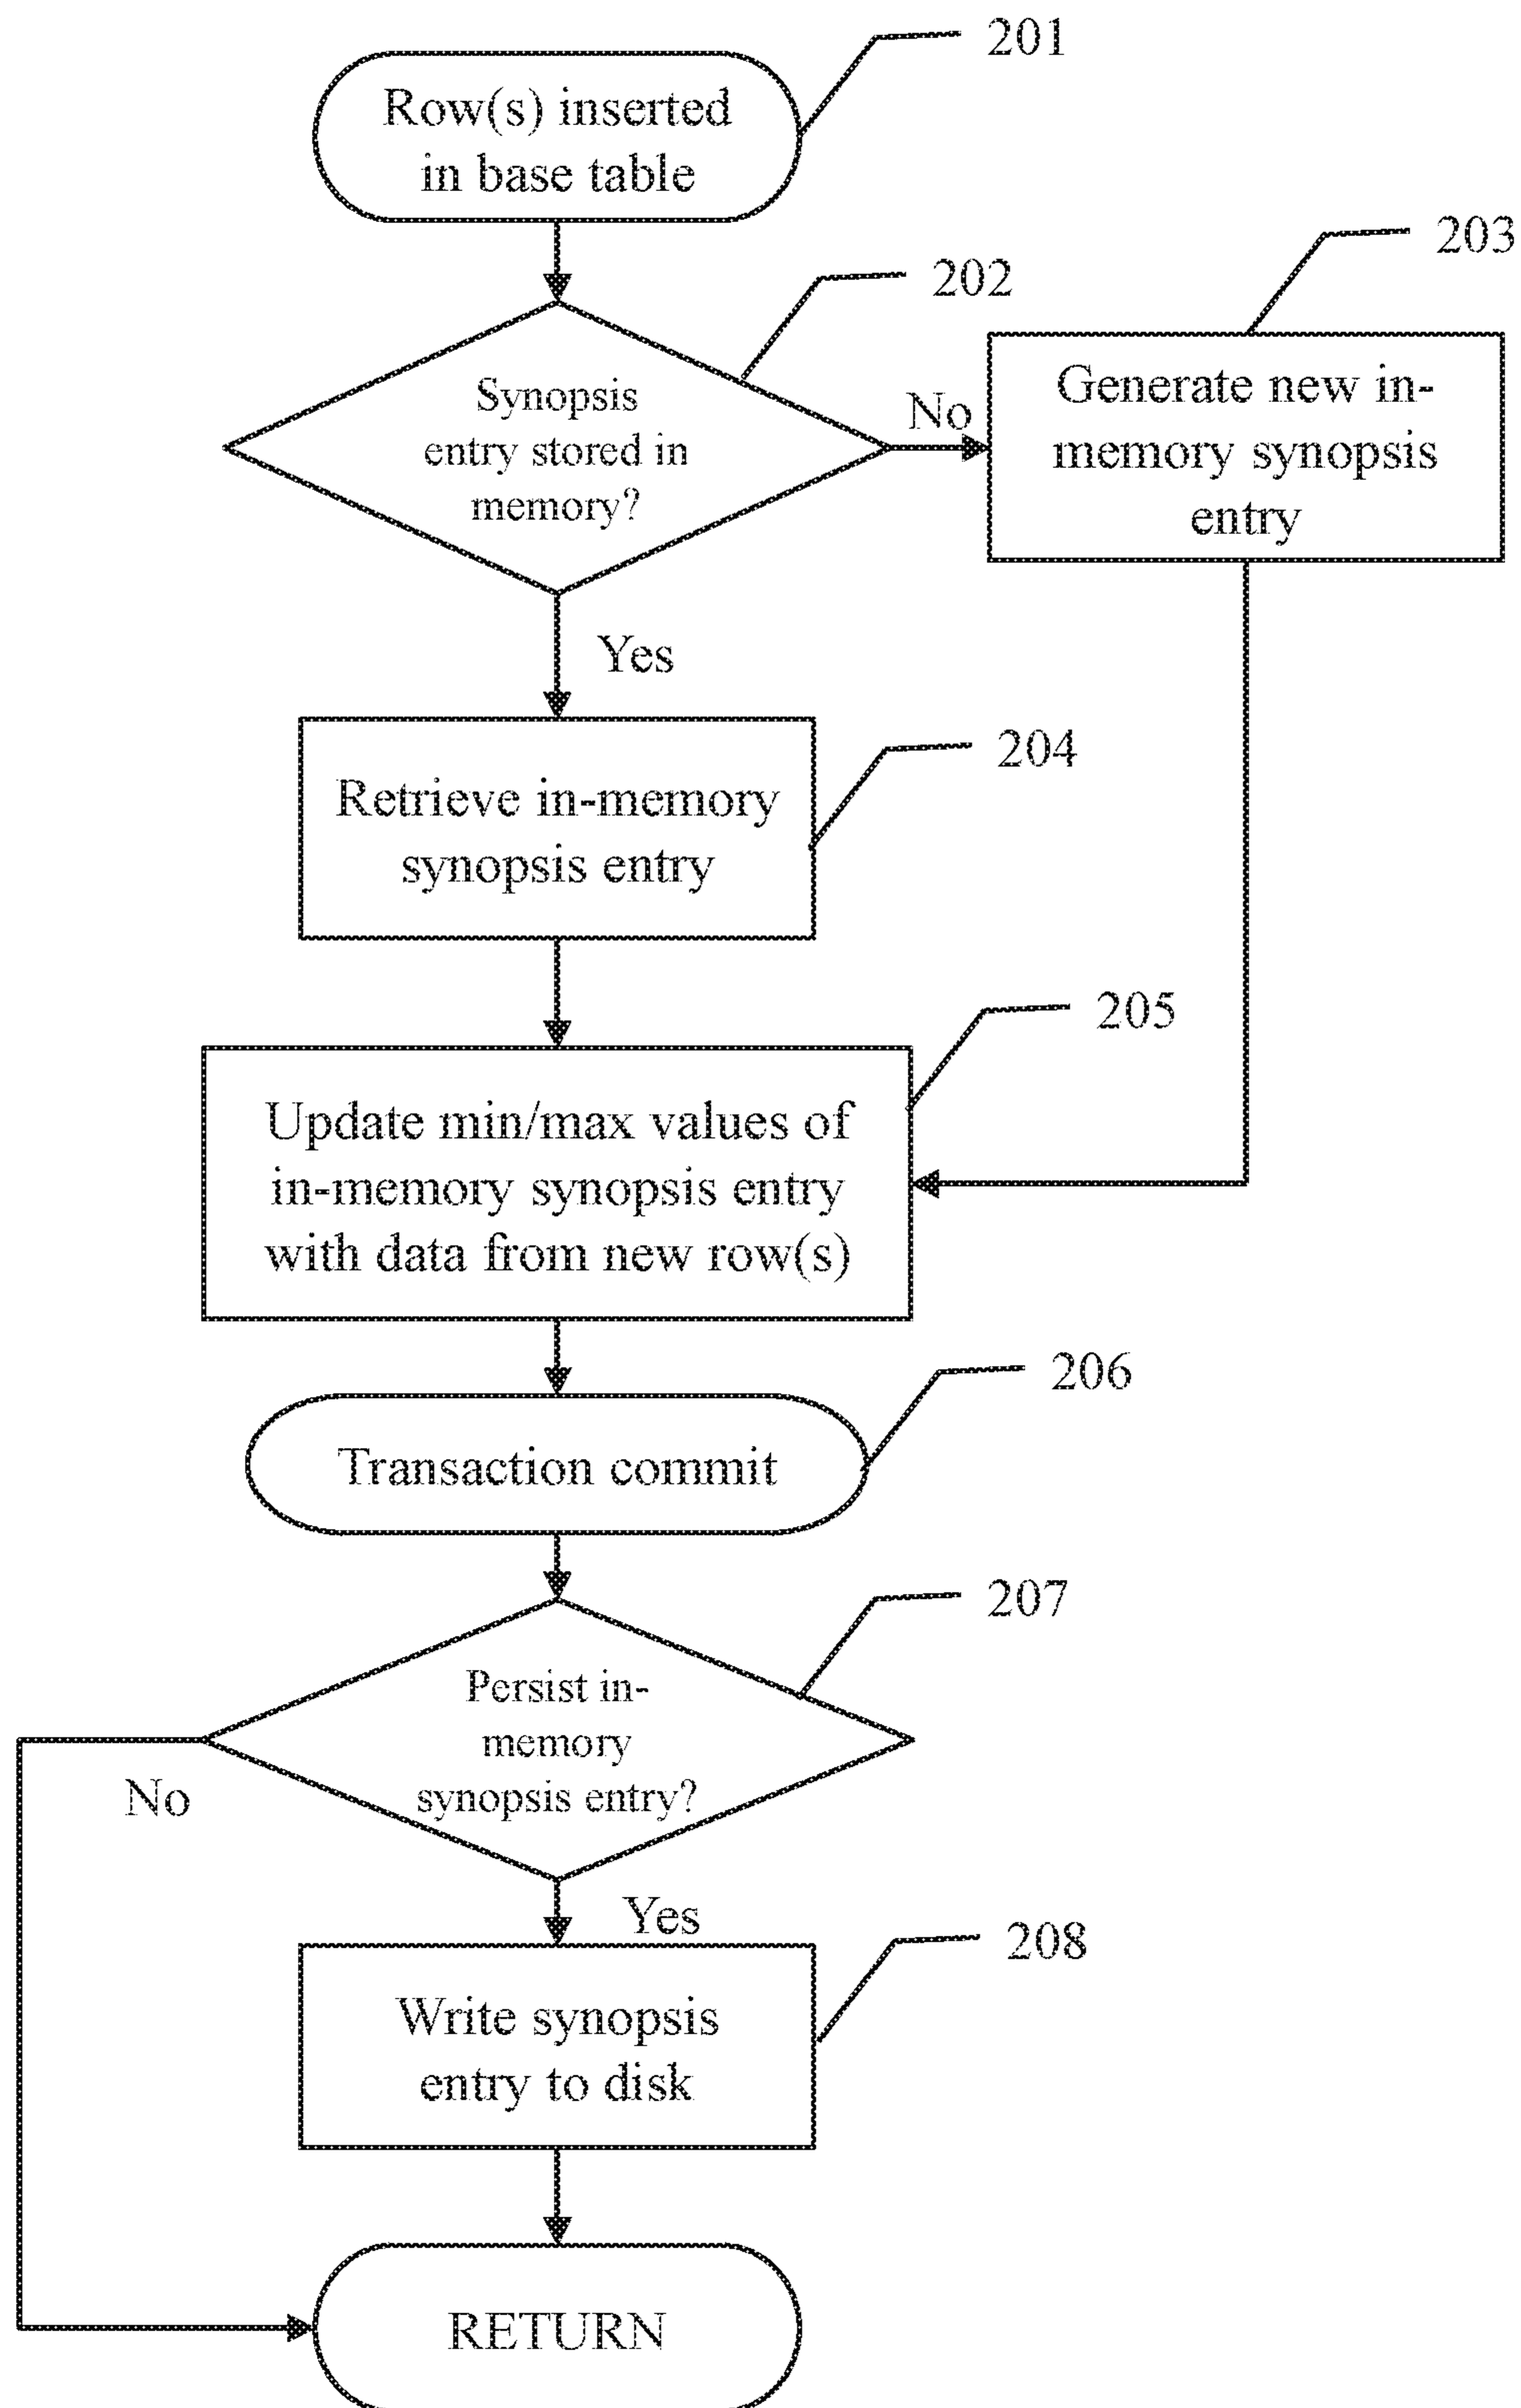 201
Row(s) inserted
in base table
202
203
Synopsis
entry stored in
memory?
No
Generate new in-
memory synopsis
entry
Yes
204
Retrieve in-memory
synopsis entry
205
Update min/max values of
in-memory synopsis entry
with data from new row(s)
206
Transaction commit
207
Persist in-
memory
synopsis entry?
No
Yes
208
Write synopsis
entry to disk
RETURN